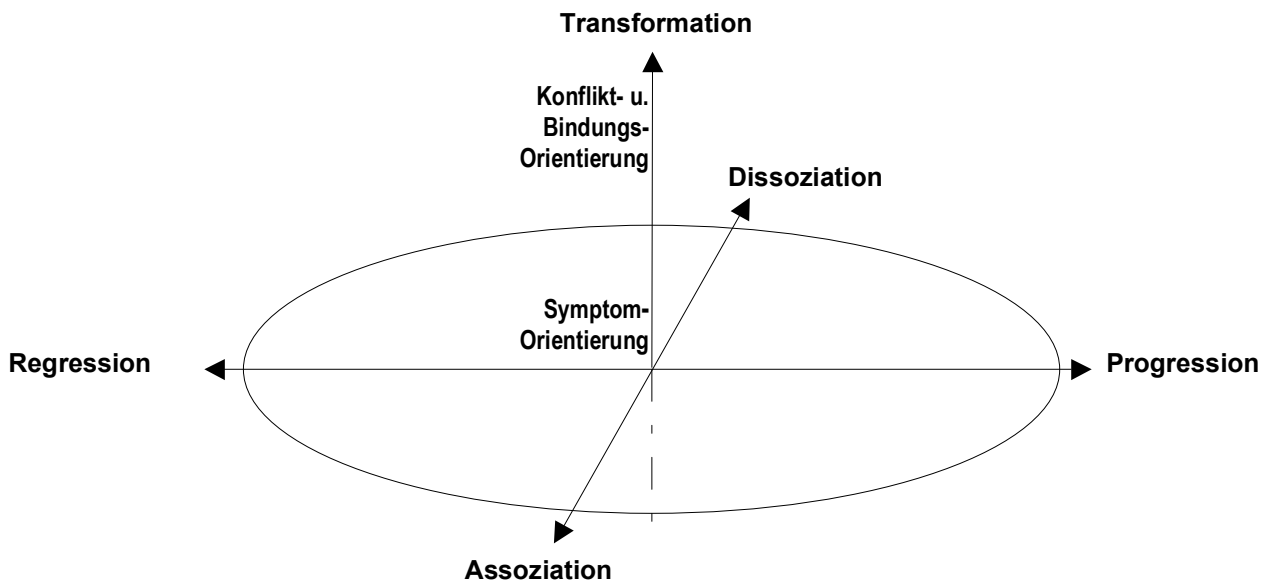 Transformation
Konflikt- u.
Bindungs-
Orientierung
Dissoziation
Symptom-
Orientierung
Regression
Progression
Assoziation